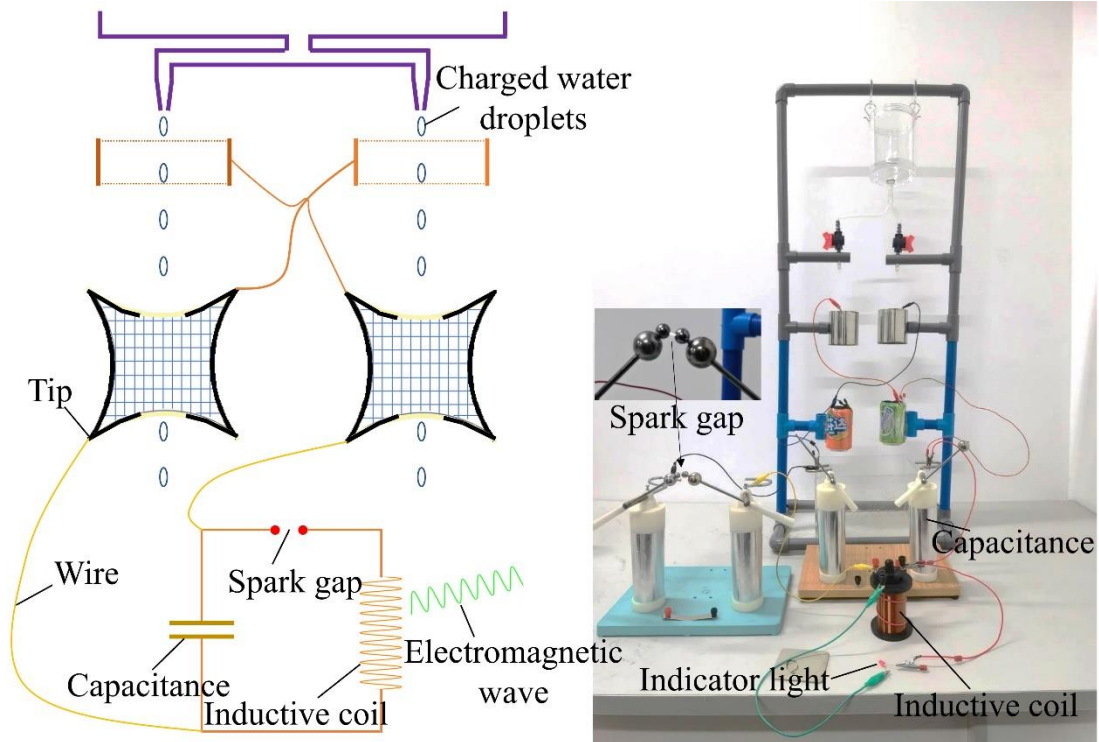 Charged water
droplets
Tip
Wire
Spark gap
Capacitance
Inductive coil
Electromagnetic
wave
Spark gap
Capacitance
Indicator light
Inductive coil